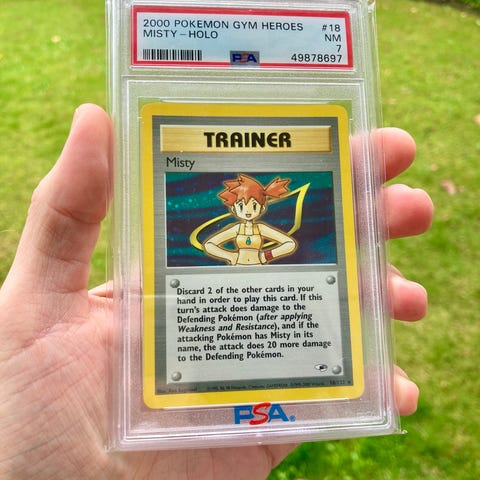 2000 POKEMON GYM HEROES #18
MISTY – HOLO NM 7
PSA 49878697
TRAINER
Misty
Discard 2 of the other cards in your
hand in order to play this card. If this
turn's attack does damage to the
Defending Pokémon (after applying
Weakness and Resistance), and if the
attacking Pokémon has Misty in its
name, the attack does 20 more damage
to the Defending Pokémon.
18/132
PSA